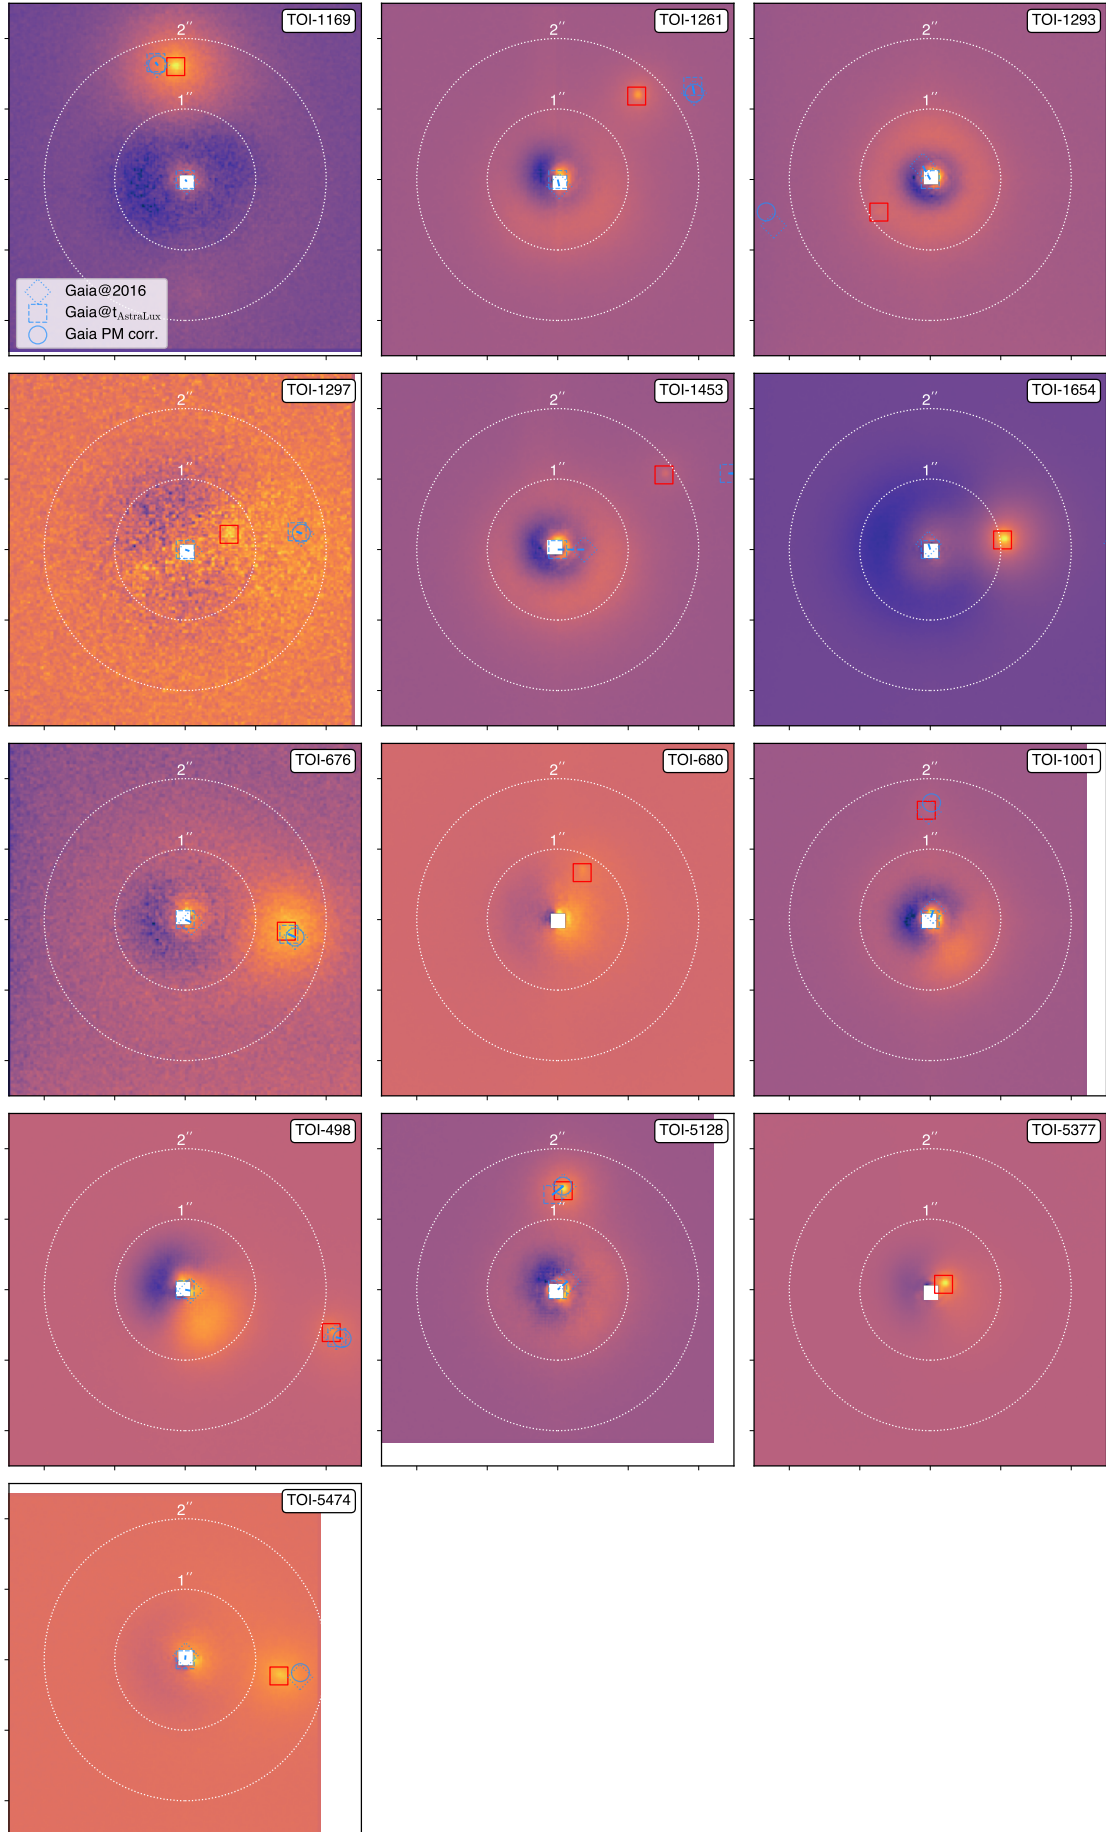 TOI-1169
2′′
1′′
Gaia@2016
Gaia@t_AstraLux
Gaia PM corr.
TOI-1261
2′′
1′′
TOI-1293
2′′
1′′
TOI-1297
2′′
1′′
TOI-1453
2′′
1′′
TOI-1654
2′′
1′′
TOI-676
2′′
1′′
TOI-680
2′′
1′′
TOI-1001
2′′
1′′
TOI-498
2′′
1′′
TOI-5128
2′′
1′′
TOI-5377
2′′
1′′
TOI-5474
2′′
1′′